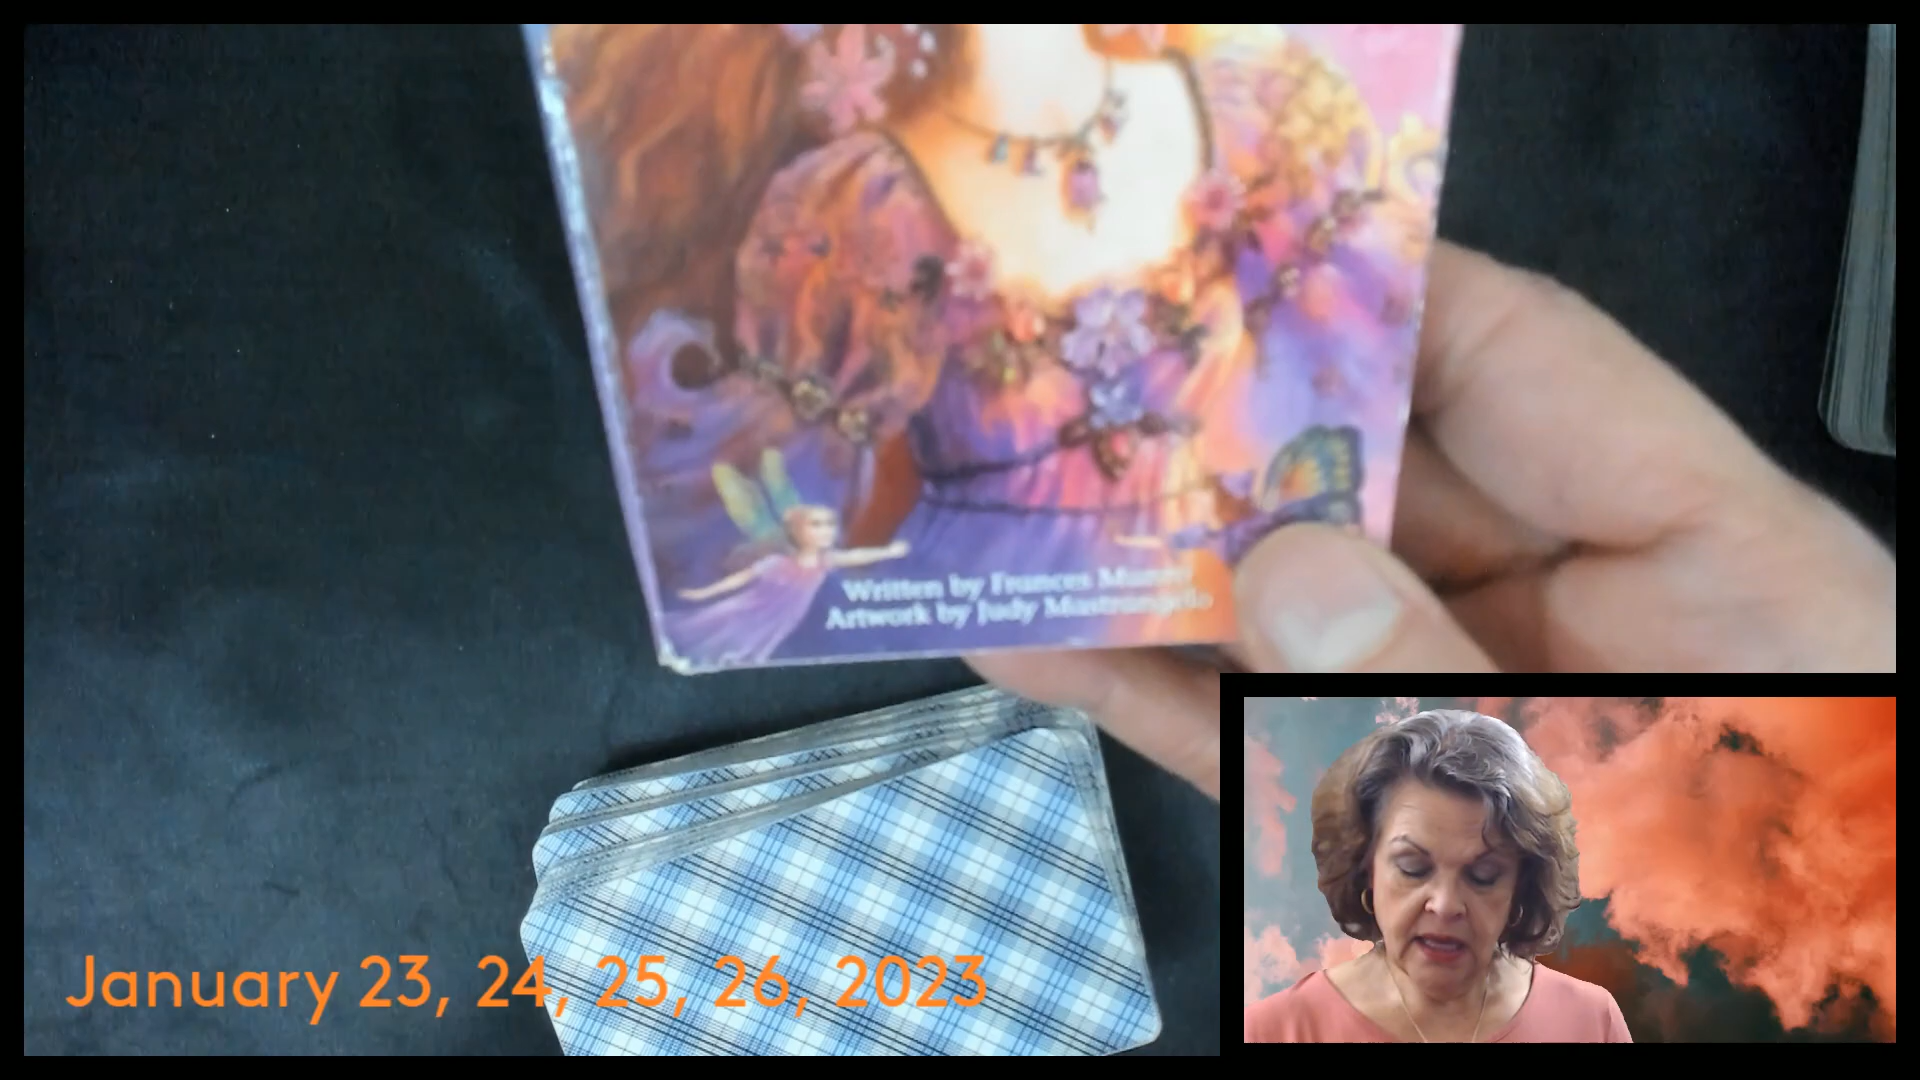 Written by Frances Munro
Artwork by Judy Mastrangelo
January 23, 24, 25, 26, 2023